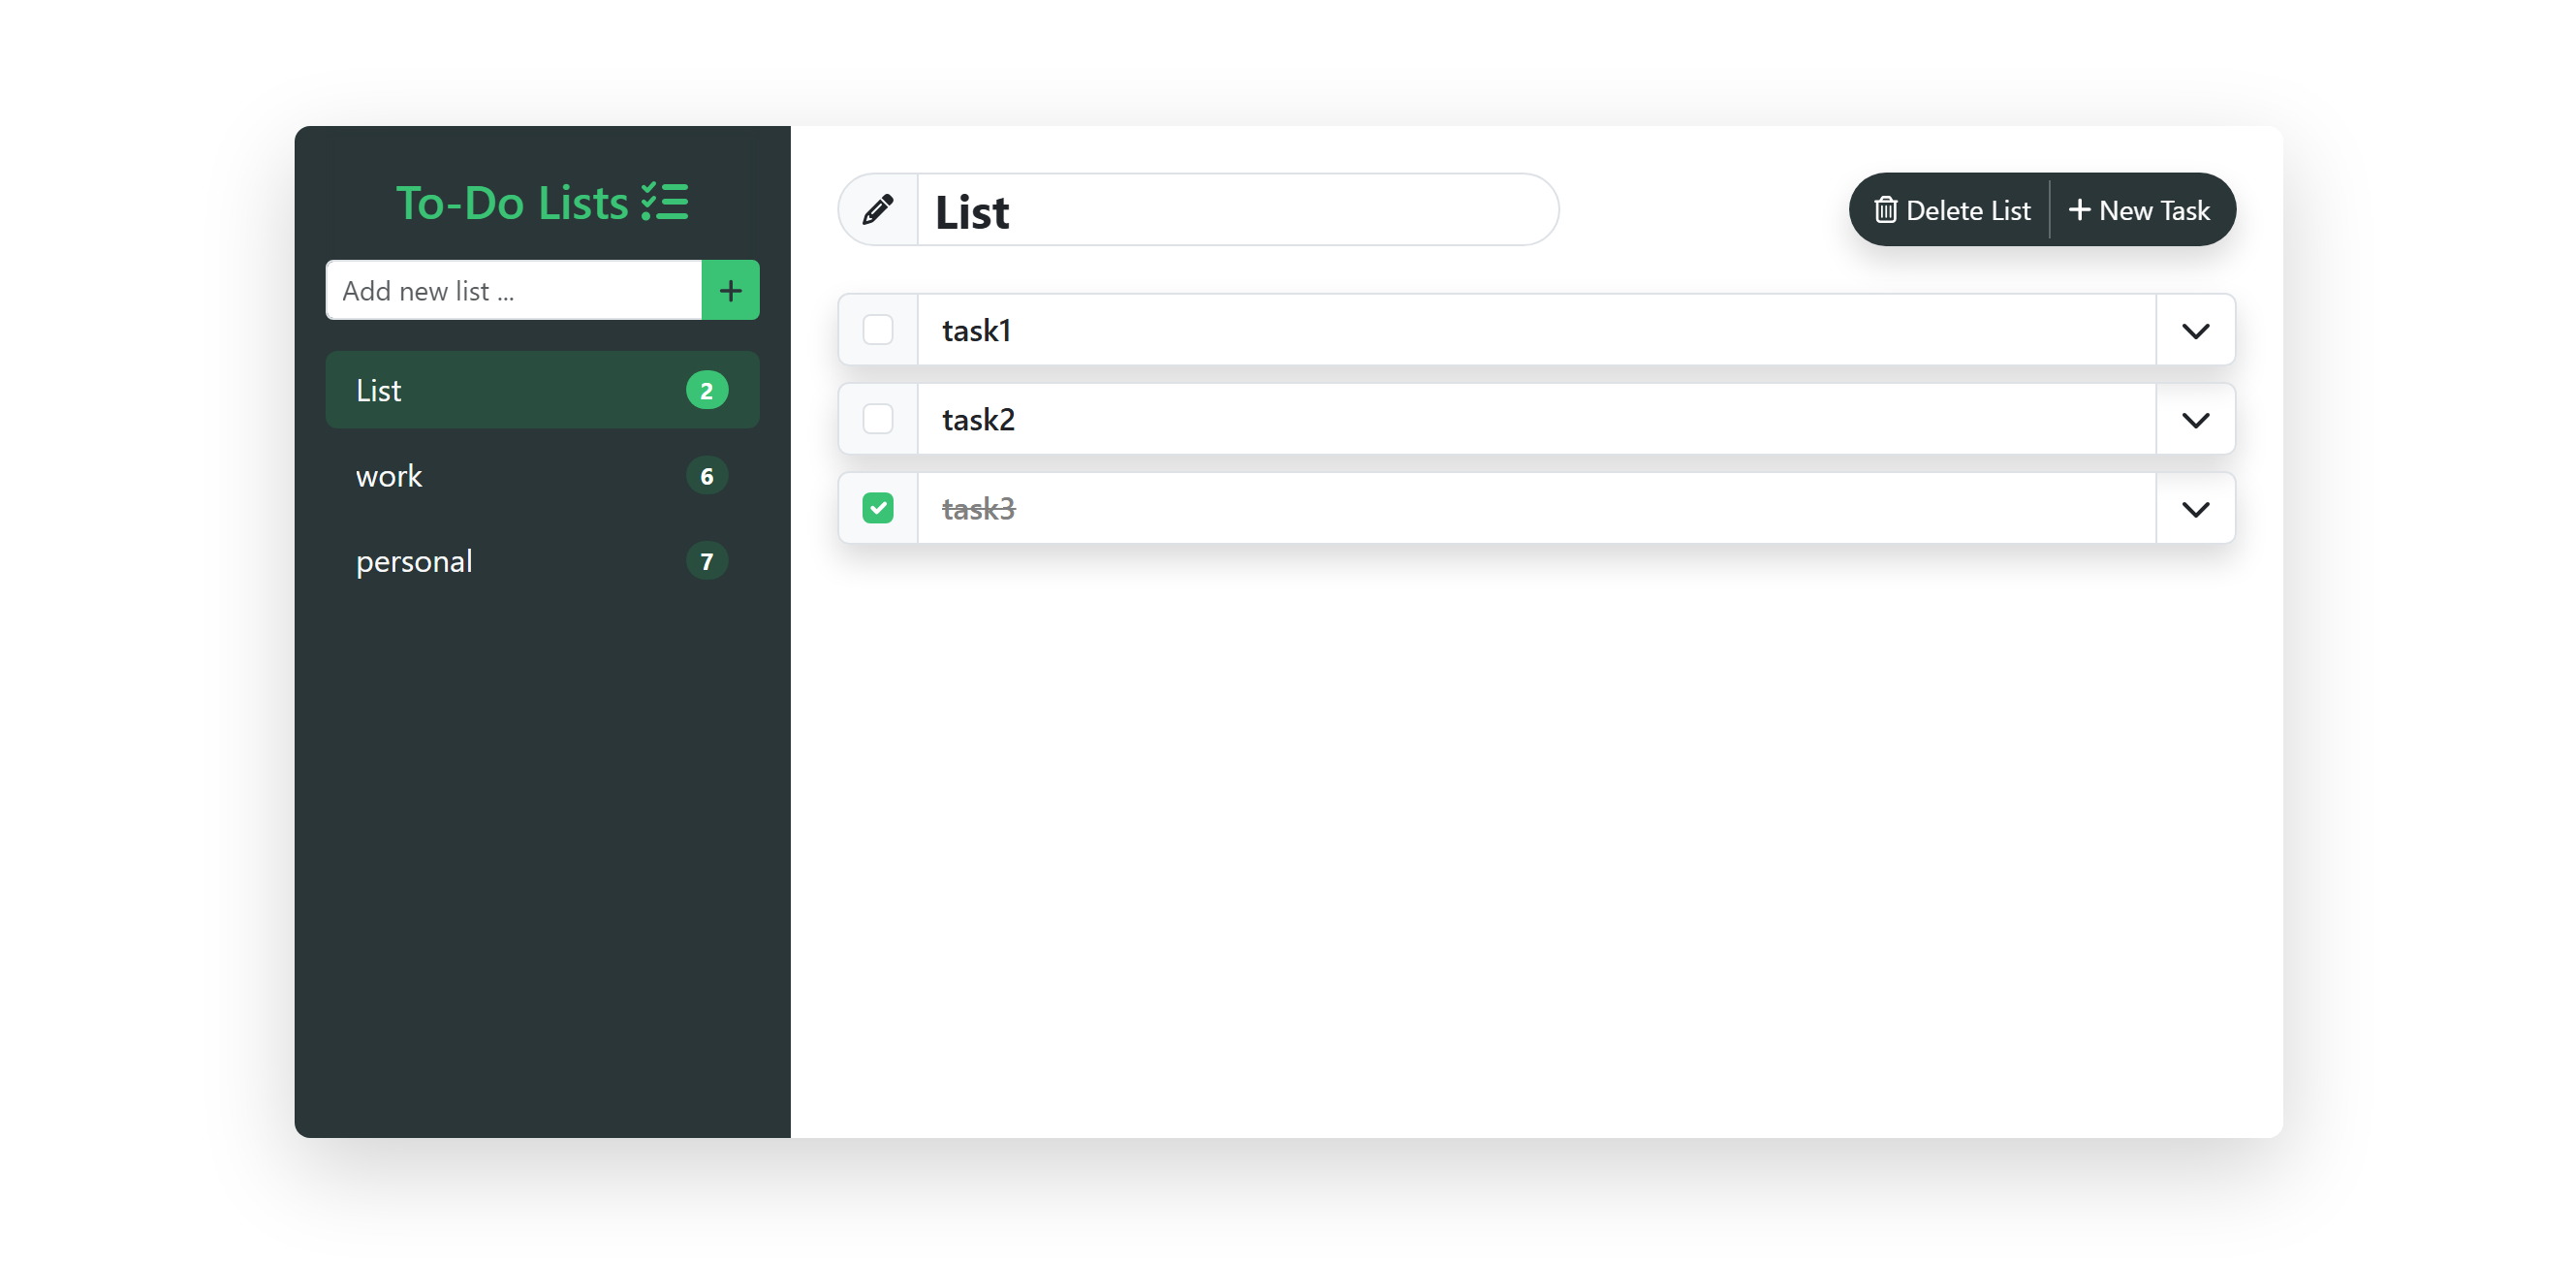 To-Do Lists
Add new list ...
List 2
work 6
personal 7
List
Delete List
New Task
task1
task2
task3